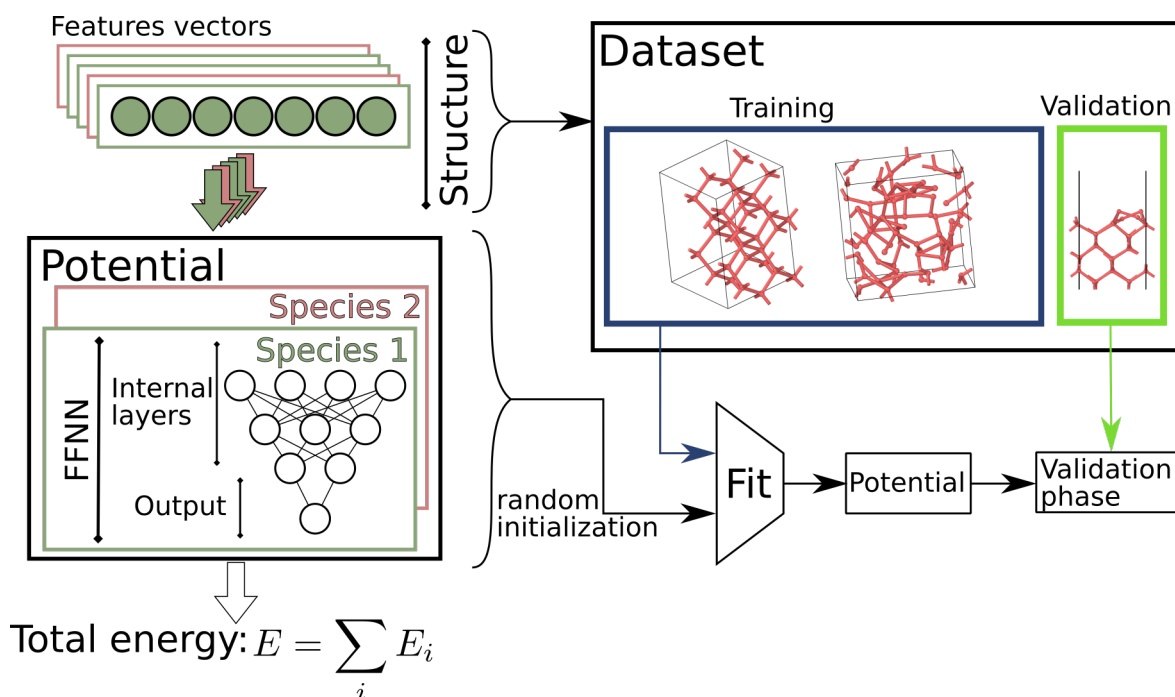 Features vectors
Structure
Dataset
Training
Validation
Potential
Species 2
Species 1
FFNN
Internal
layers
Output
random
initialization
Fit
Potential
Validation
phase
Total energy: E = ∑_i E_i